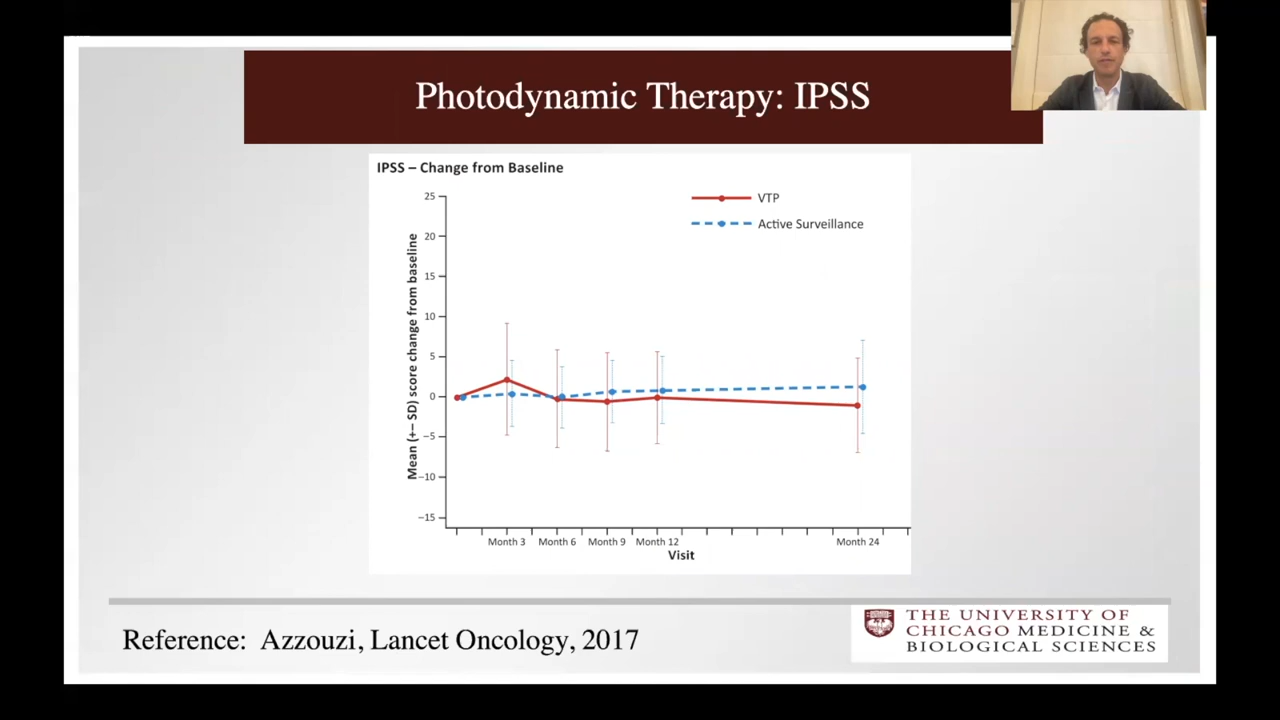 Photodynamic Therapy: IPSS
IPSS – Change from Baseline
VTP
Active Surveillance
Mean (+– SD) score change from baseline
25
20
15
10
5
0
–5
–10
–15
Month 3 Month 6 Month 9 Month 12 Month 24
Visit
Reference: Azzouzi, Lancet Oncology, 2017
THE UNIVERSITY OF
CHICAGO MEDICINE &
BIOLOGICAL SCIENCES